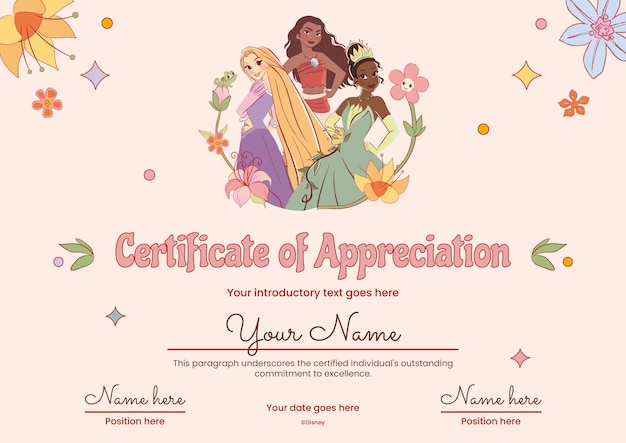 Certificate of Appreciation
Your introductory text goes here
Your Name
This paragraph underscores the certified individual's outstanding
commitment to excellence.
Name here
Position here
Your date goes here
©Disney
Name here
Position here